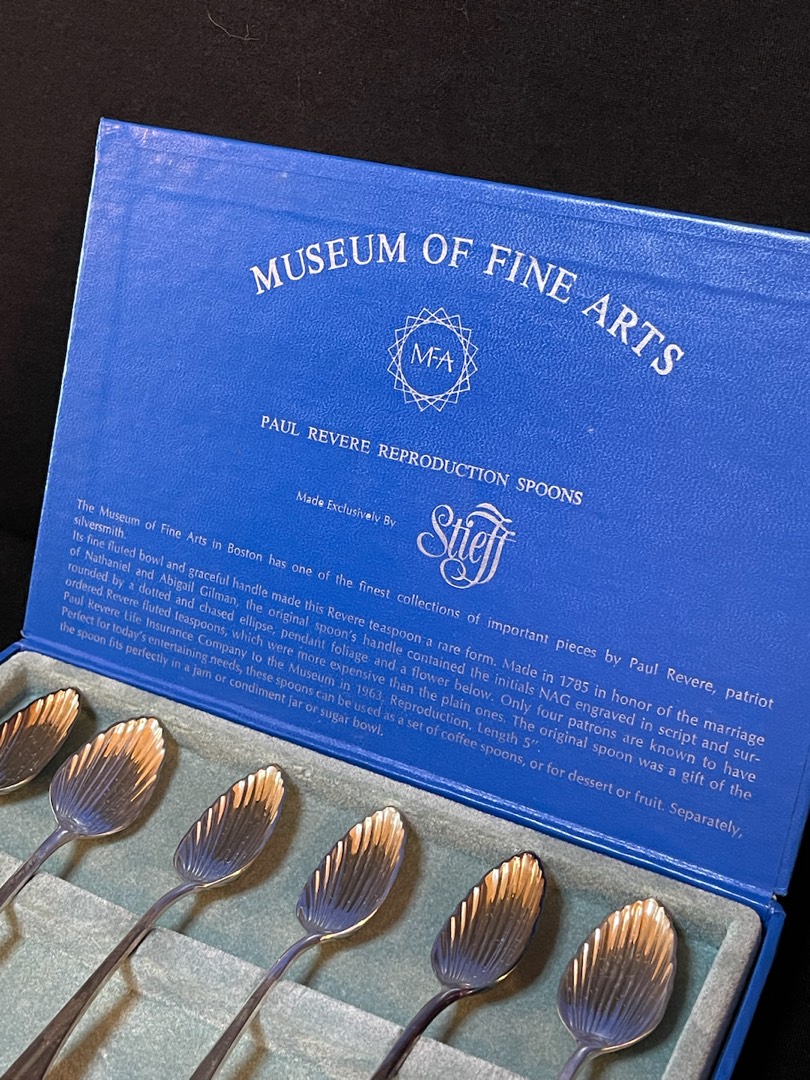 MUSEUM OF FINE ARTS
MFA
PAUL REVERE REPRODUCTION SPOONS
Made Exclusively By
Stieff
The Museum of Fine Arts in Boston has one of the finest collections of important pieces by Paul Revere, patriot
silversmith.
Its fine fluted bowl and graceful handle made this Revere teaspoon a rare form. Made in 1785 in honor of the marriage
of Nathaniel and Abigail Gilman, the original spoon's handle contained the initials NAG engraved in script and sur-
rounded by a dotted and chased ellipse, pendant foliage and a flower below. Only four patrons are known to have
ordered Revere fluted teaspoons, which were more expensive than the plain ones. The original spoon was a gift of the
Paul Revere Life Insurance Company to the Museum in 1963. Reproduction. Length 5".
Perfect for today's entertaining needs, these spoons can be used as a set of coffee spoons, or for dessert or fruit. Separately,
the spoon fits perfectly in a jam or condiment jar or sugar bowl.